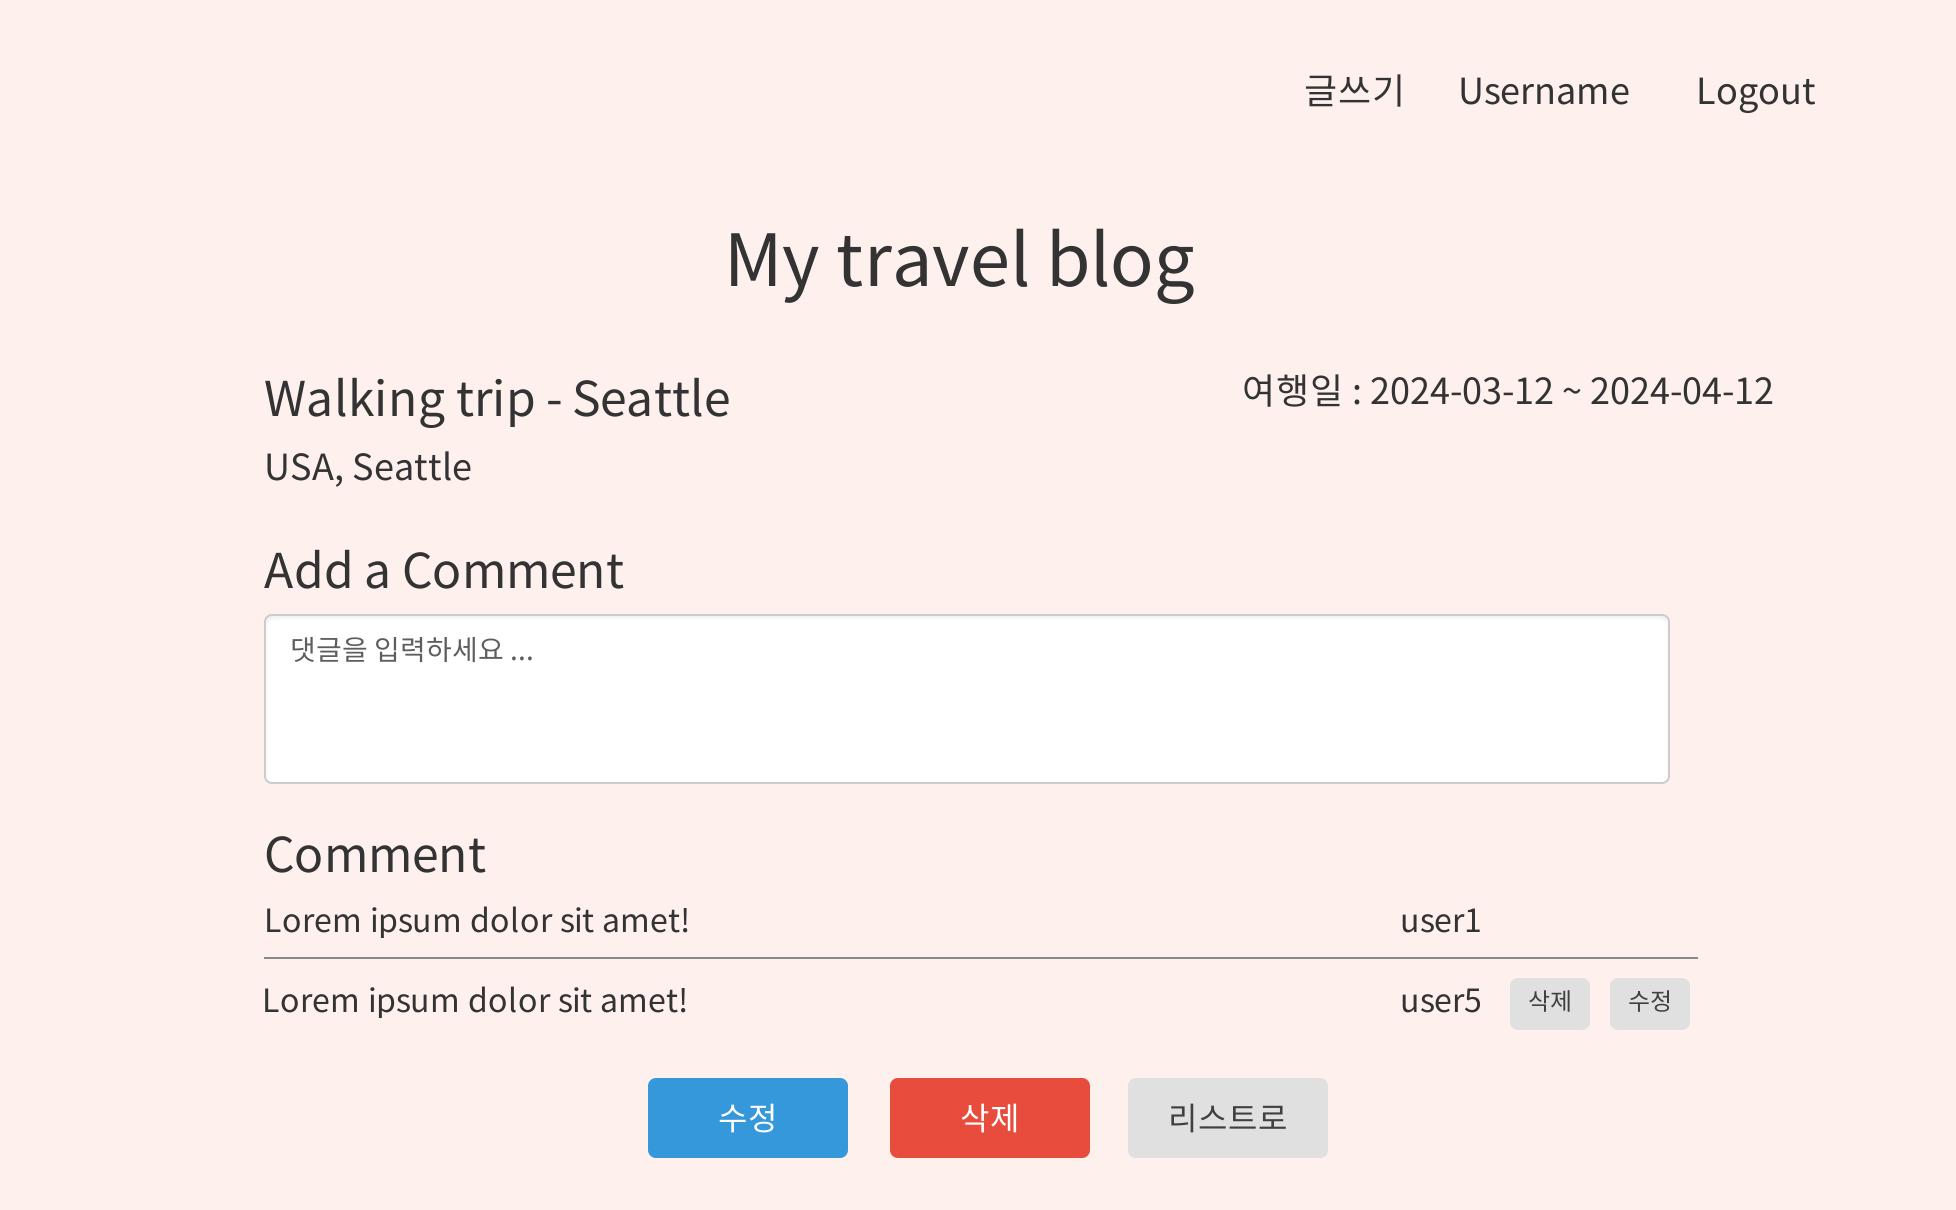 글쓰기 Username Logout
My travel blog
Walking trip - Seattle 여행일 : 2024-03-12 ~ 2024-04-12
USA, Seattle
Add a Comment
댓글을 입력하세요 ...
Comment
Lorem ipsum dolor sit amet! user1
Lorem ipsum dolor sit amet! user5 삭제 수정
수정 삭제 리스트로